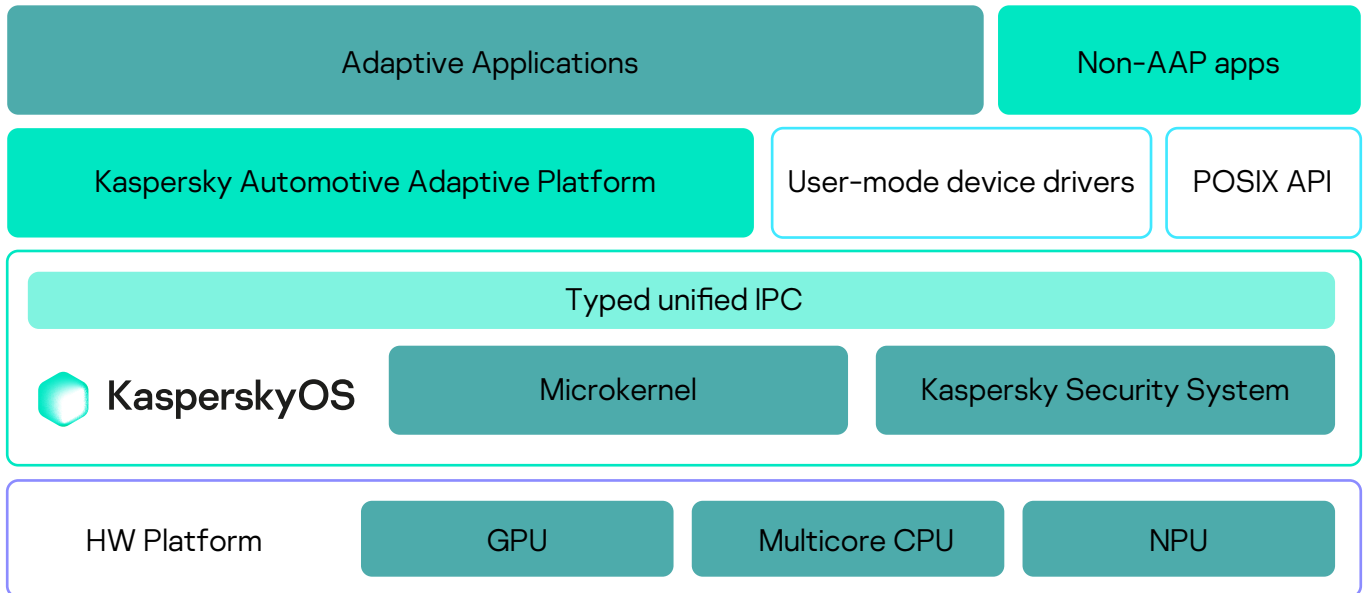 Adaptive Applications
Non-AAP apps
Kaspersky Automotive Adaptive Platform
User-mode device drivers
POSIX API
Typed unified IPC
KasperskyOS
Microkernel
Kaspersky Security System
HW Platform
GPU
Multicore CPU
NPU